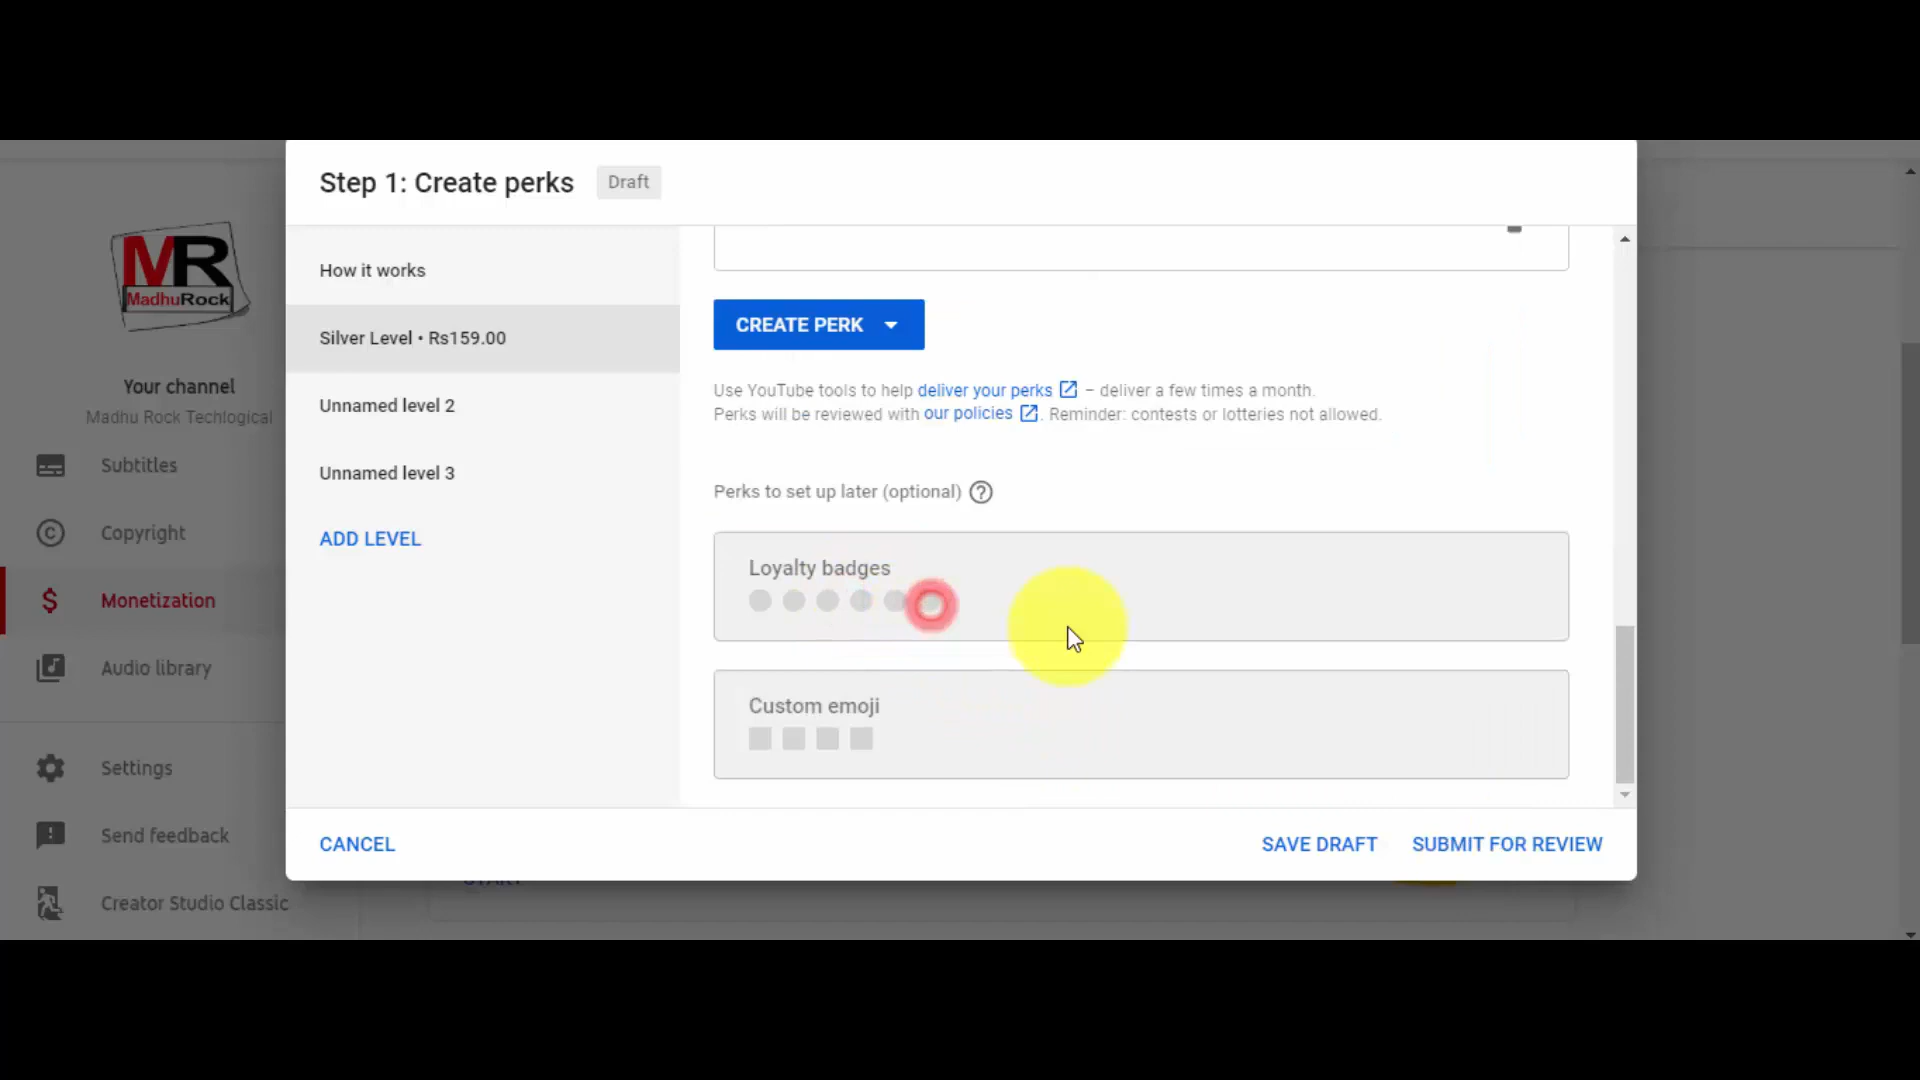 Step 1: Create perks
Draft
MR
MadhuRock
Your channel
Madhu Rock Techlogical
Subtitles
Copyright
Monetization
Audio library
Settings
Send feedback
Creator Studio Classic
How it works
Silver Level • Rs159.00
Unnamed level 2
Unnamed level 3
ADD LEVEL
CREATE PERK
Use YouTube tools to help deliver your perks – deliver a few times a month.
Perks will be reviewed with our policies. Reminder: contests or lotteries not allowed.
Perks to set up later (optional)
Loyalty badges
Custom emoji
CANCEL
SAVE DRAFT
SUBMIT FOR REVIEW